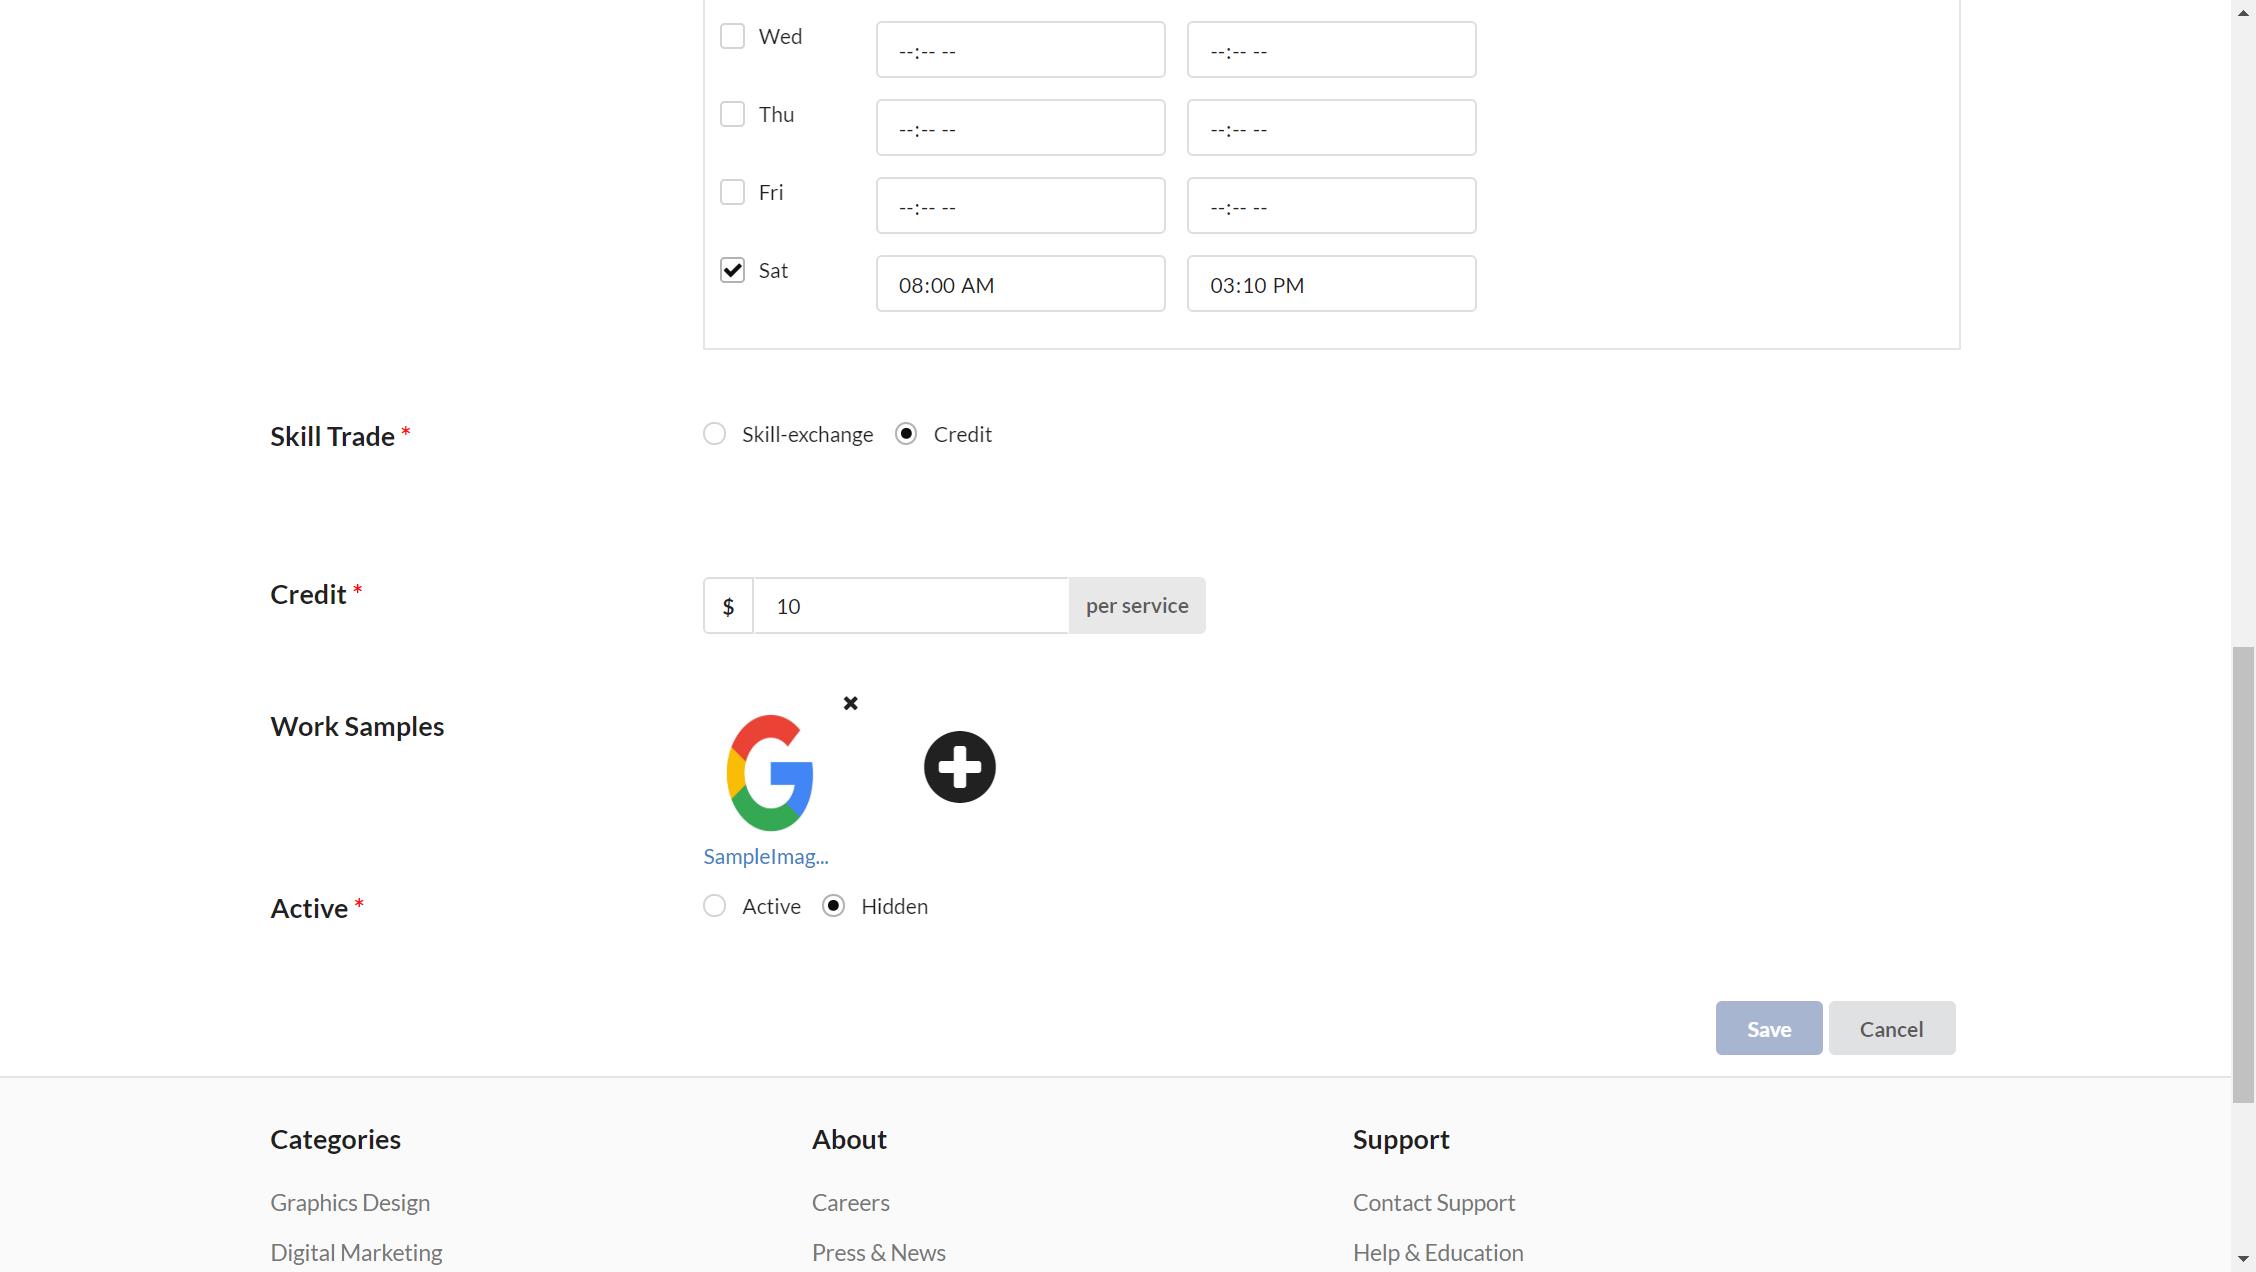 Wed --:-- -- --:-- --
Thu --:-- -- --:-- --
Fri --:-- -- --:-- --
Sat 08:00 AM 03:10 PM
Skill Trade * Skill-exchange Credit
Credit * $ 10 per service
Work Samples
SampleImag...
Active * Active Hidden
Save Cancel
Categories About Support
Graphics Design Careers Contact Support
Digital Marketing Press & News Help & Education